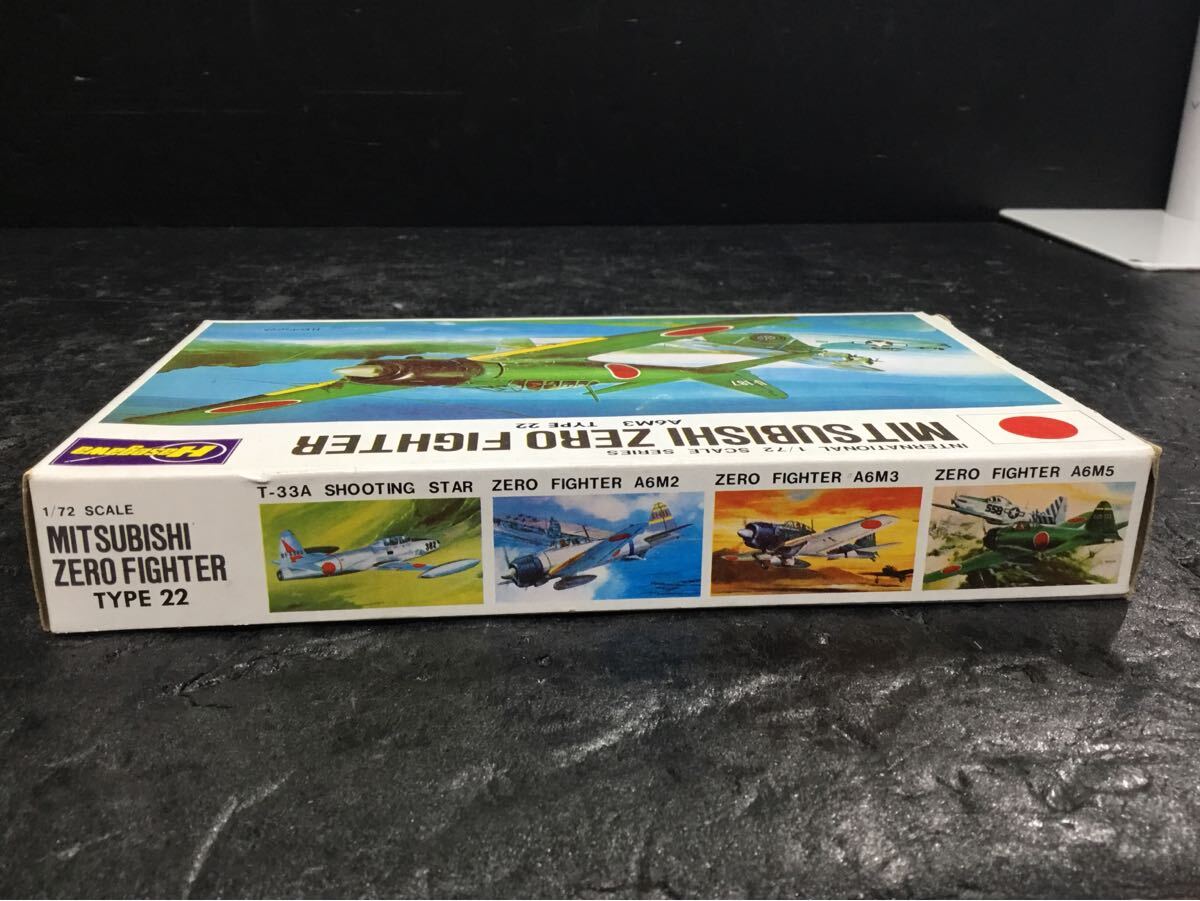 Hasegawa
INTERNATIONAL 1/72 SCALE SERIES
MITSUBISHI ZERO FIGHTER
A6M3 TYPE 22
1/72 SCALE
MITSUBISHI
ZERO FIGHTER
TYPE 22
T-33A SHOOTING STAR
ZERO FIGHTER A6M2
ZERO FIGHTER A6M3
ZERO FIGHTER A6M5
558